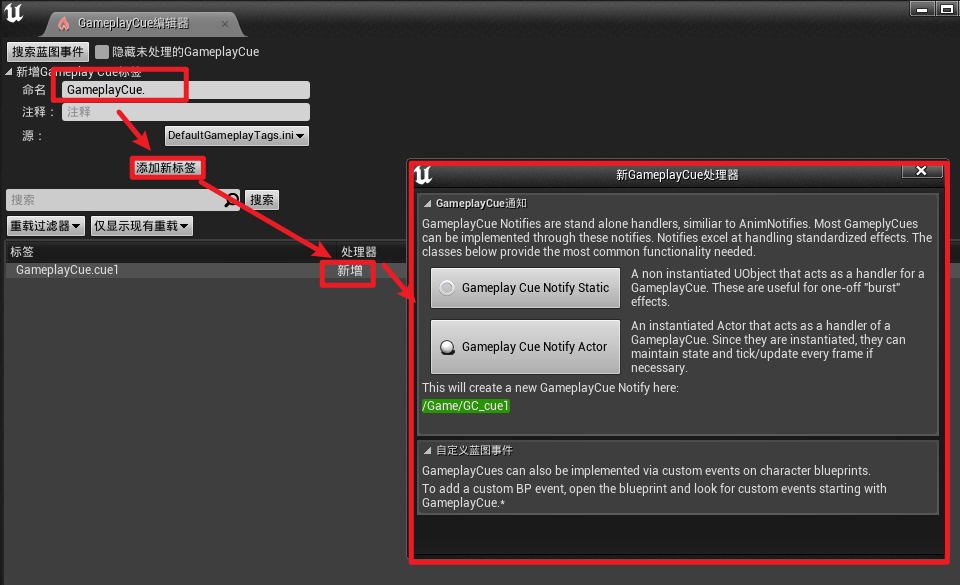 GameplayCue编辑器
搜索蓝图事件 隐藏未处理的GameplayCue
新增Gameplay Cue标签
命名 GameplayCue.
注释： 注释
源： DefaultGameplayTags.ini
添加新标签
搜索 搜索
重载过滤器 仅显示现有重载
标签 处理器
GameplayCue.cue1 新增
新GameplayCue处理器
GameplayCue通知
GameplayCue Notifies are stand alone handlers, similiar to AnimNotifies. Most GameplyCues
can be implemented through these notifies. Notifies excel at handling standardized effects. The
classes below provide the most common functionality needed.
Gameplay Cue Notify Static
A non instantiated UObject that acts as a handler for a
GameplayCue. These are useful for one-off "burst"
effects.
Gameplay Cue Notify Actor
An instantiated Actor that acts as a handler of a
GameplayCue. Since they are instantiated, they can
maintain state and tick/update every frame if
necessary.
This will create a new GameplayCue Notify here:
/Game/GC_cue1
自定义蓝图事件
GameplayCues can also be implemented via custom events on character blueprints.
To add a custom BP event, open the blueprint and look for custom events starting with
GameplayCue.*